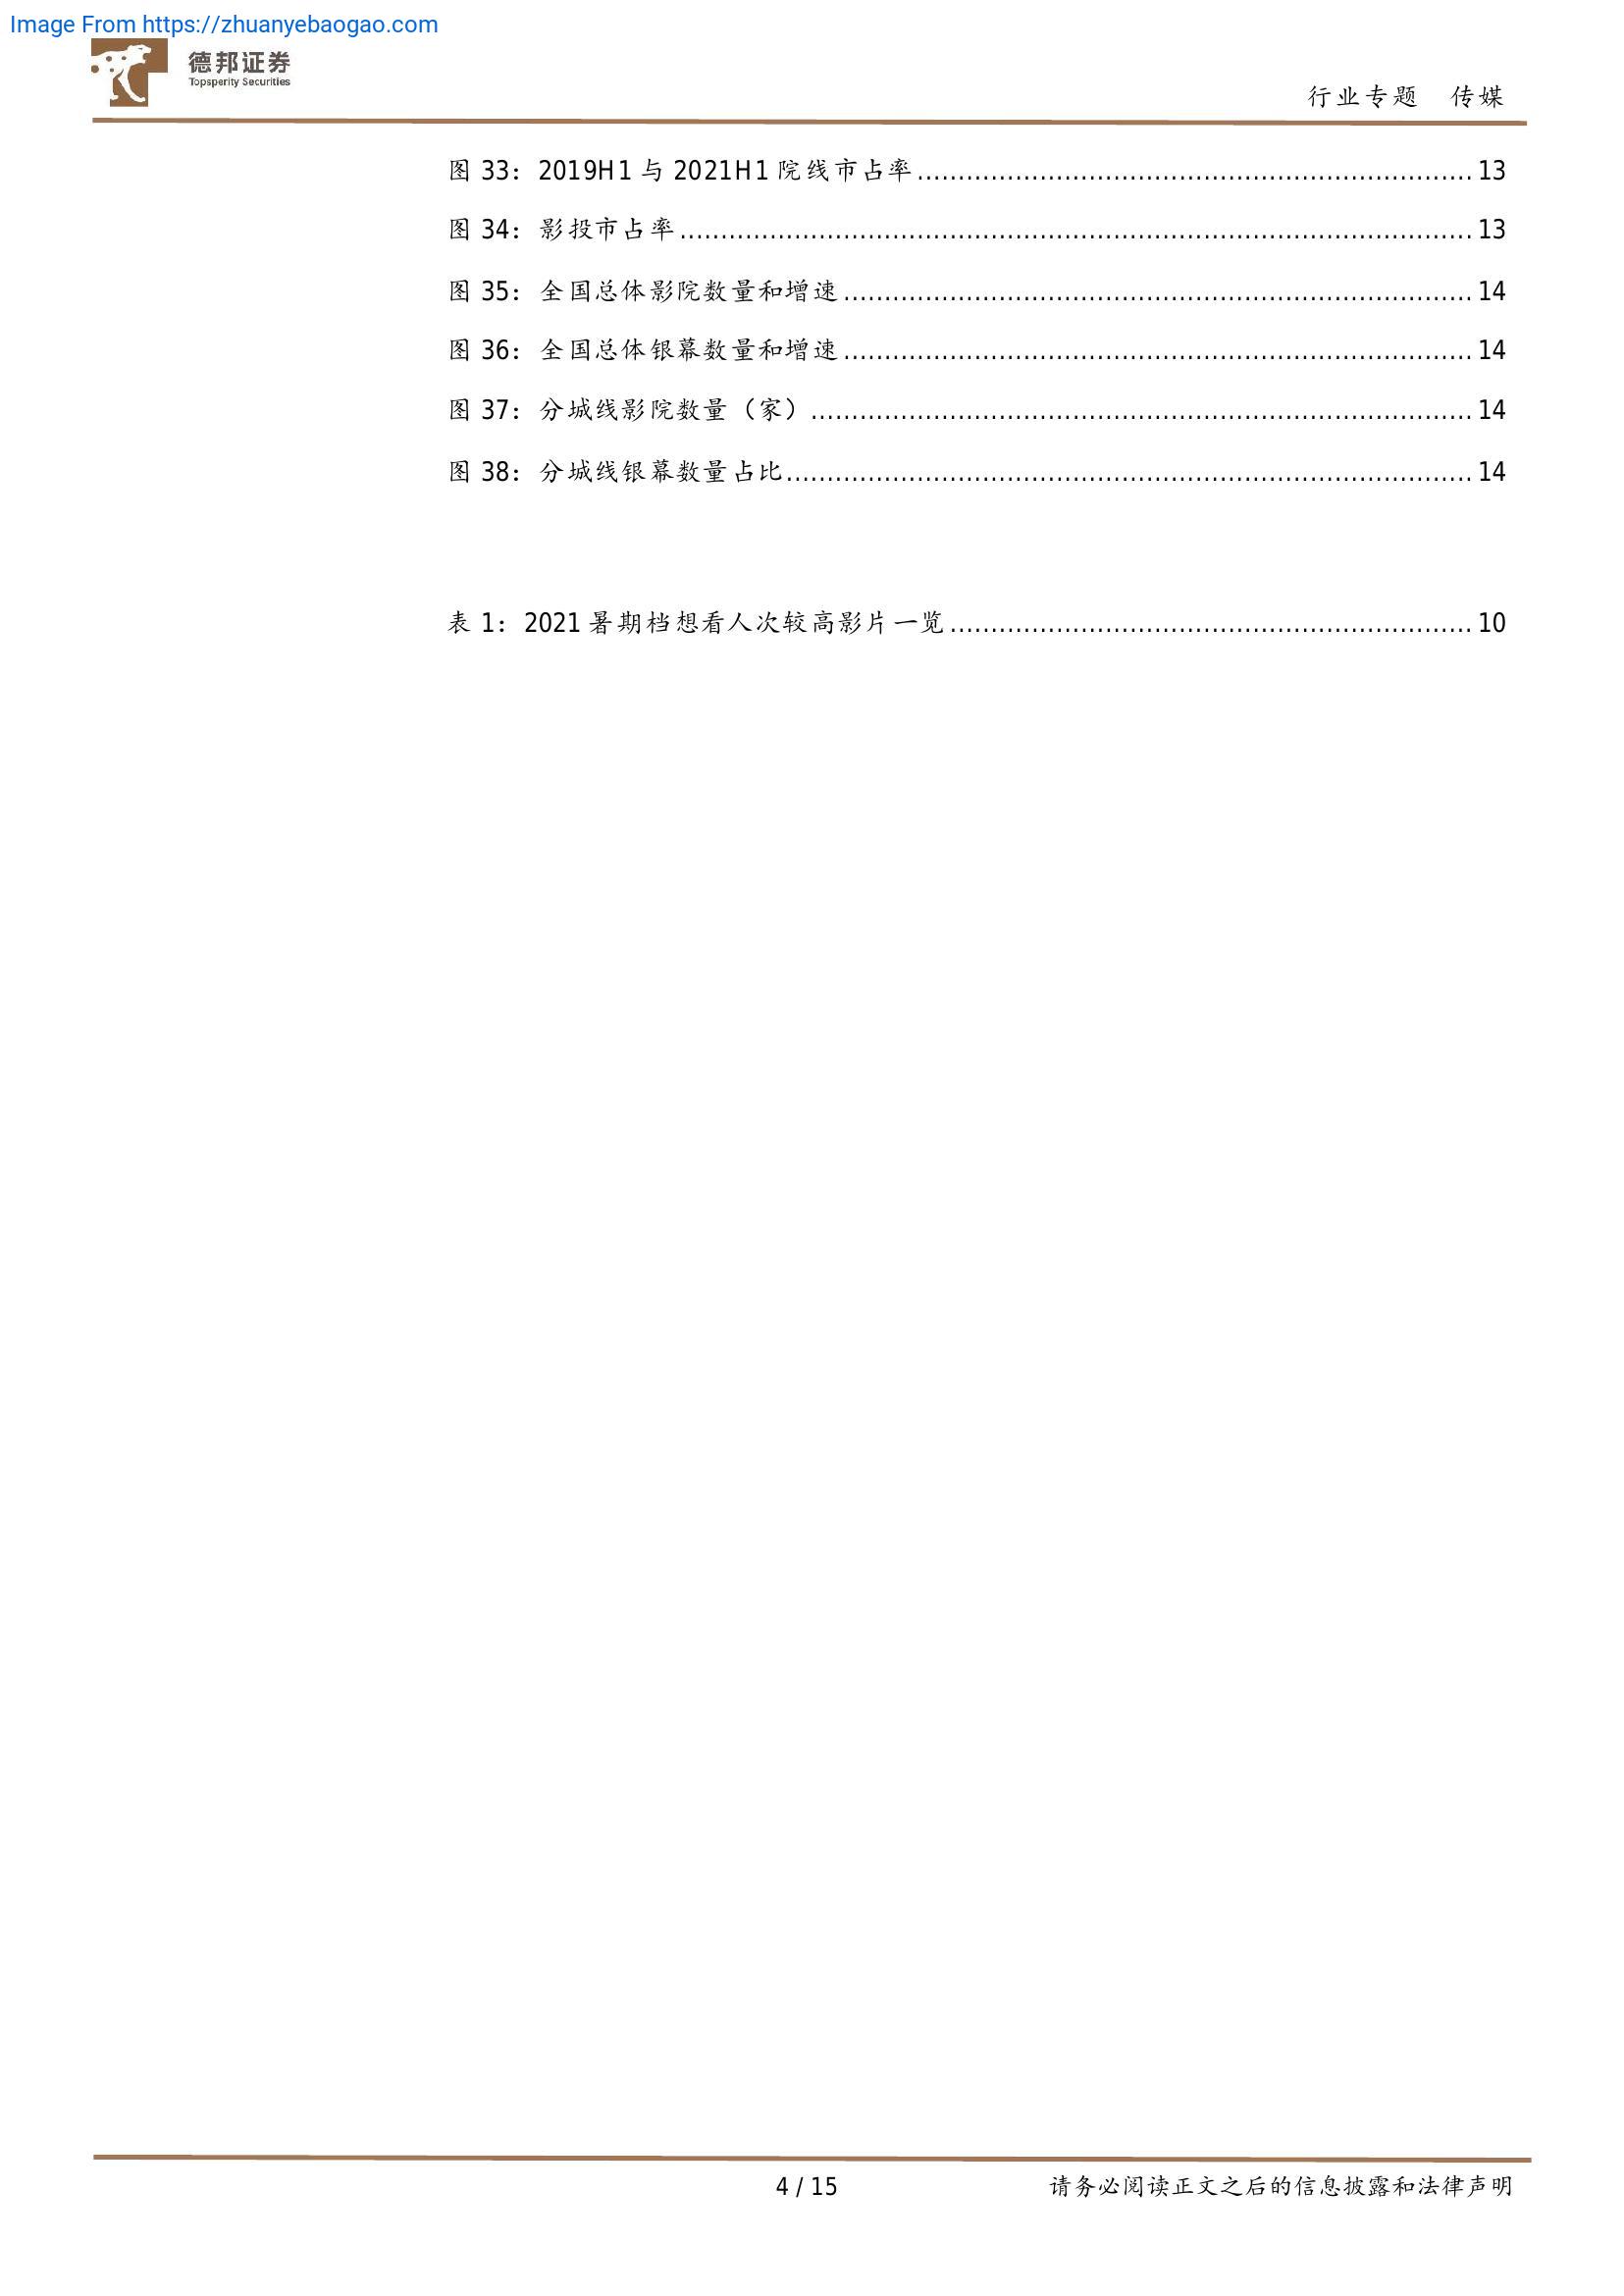 Image From https://zhuanyebaogao.com
德邦证券
Topsperity Securities
行业专题 传媒
图 33：2019H1 与 2021H1 院线市占率........................................................................ 13
图 34：影投市占率........................................................................ 13
图 35：全国总体影院数量和增速........................................................................ 14
图 36：全国总体银幕数量和增速........................................................................ 14
图 37：分城线影院数量（家）........................................................................ 14
图 38：分城线银幕数量占比........................................................................ 14
表 1：2021 暑期档想看人次较高影片一览........................................................................ 10
4 / 15 请务必阅读正文之后的信息披露和法律声明